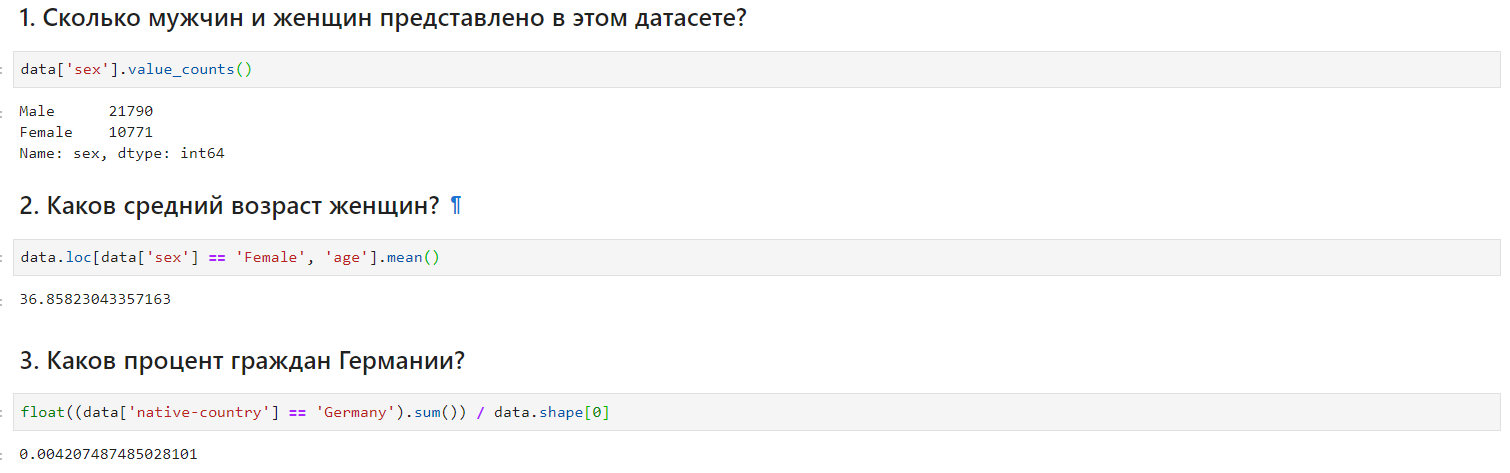 1. Сколько мужчин и женщин представлено в этом датасете?
data['sex'].value_counts()
Male      21790
Female    10771
Name: sex, dtype: int64
2. Каков средний возраст женщин? ¶
data.loc[data['sex'] == 'Female', 'age'].mean()
36.85823043357163
3. Каков процент граждан Германии?
float((data['native-country'] == 'Germany').sum()) / data.shape[0]
0.004207487485028101